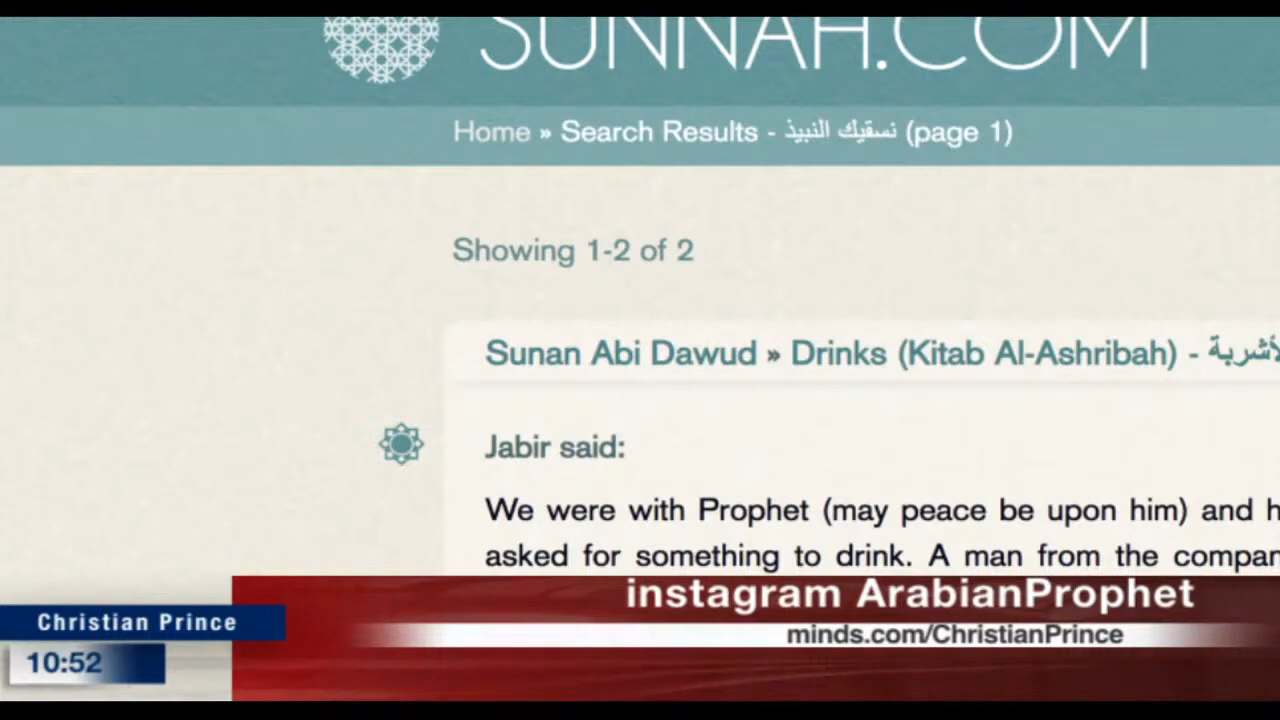 SUNNAH.COM
Home » Search Results - نسقيك النبيذ (page 1)
Showing 1-2 of 2
Sunan Abi Dawud » Drinks (Kitab Al-Ashribah) -
Jabir said:
We were with Prophet (may peace be upon him) and
asked for something to drink. A man from the
instagram ArabianProphet
minds.com/ChristianPrince
Christian Prince
10:52